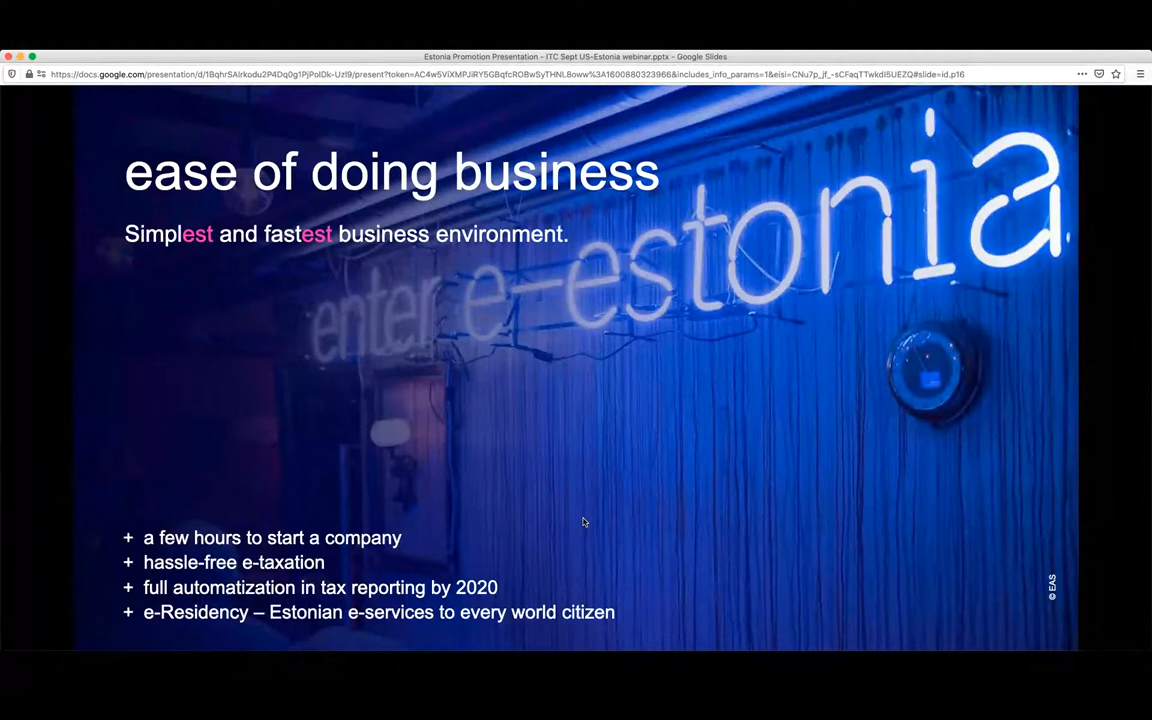 Estonia Promotion Presentation - ITC Sept US-Estonia webinar.pptx - Google Slides
ease of doing business
Simplest and fastest business environment.
enter e-estonia
+ a few hours to start a company
+ hassle-free e-taxation
+ full automatization in tax reporting by 2020
+ e-Residency – Estonian e-services to every world citizen
© EAS